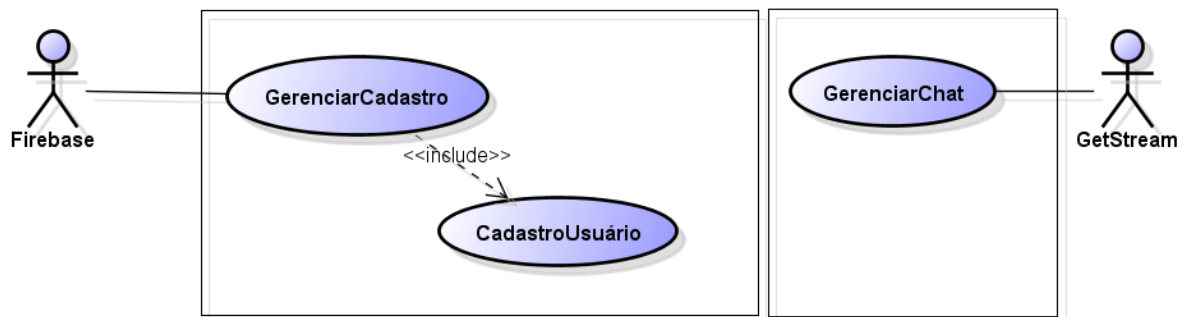 GerenciarCadastro
GerenciarChat
Firebase
GetStream
<<include>>
CadastroUsuário